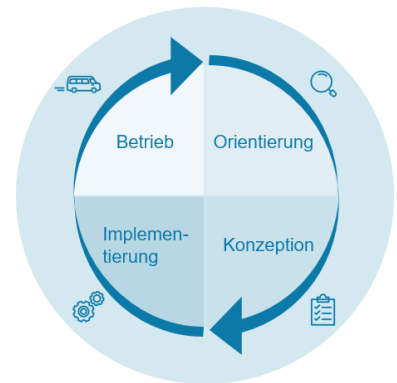 Betrieb
Orientierung
Implemen-
tierung
Konzeption